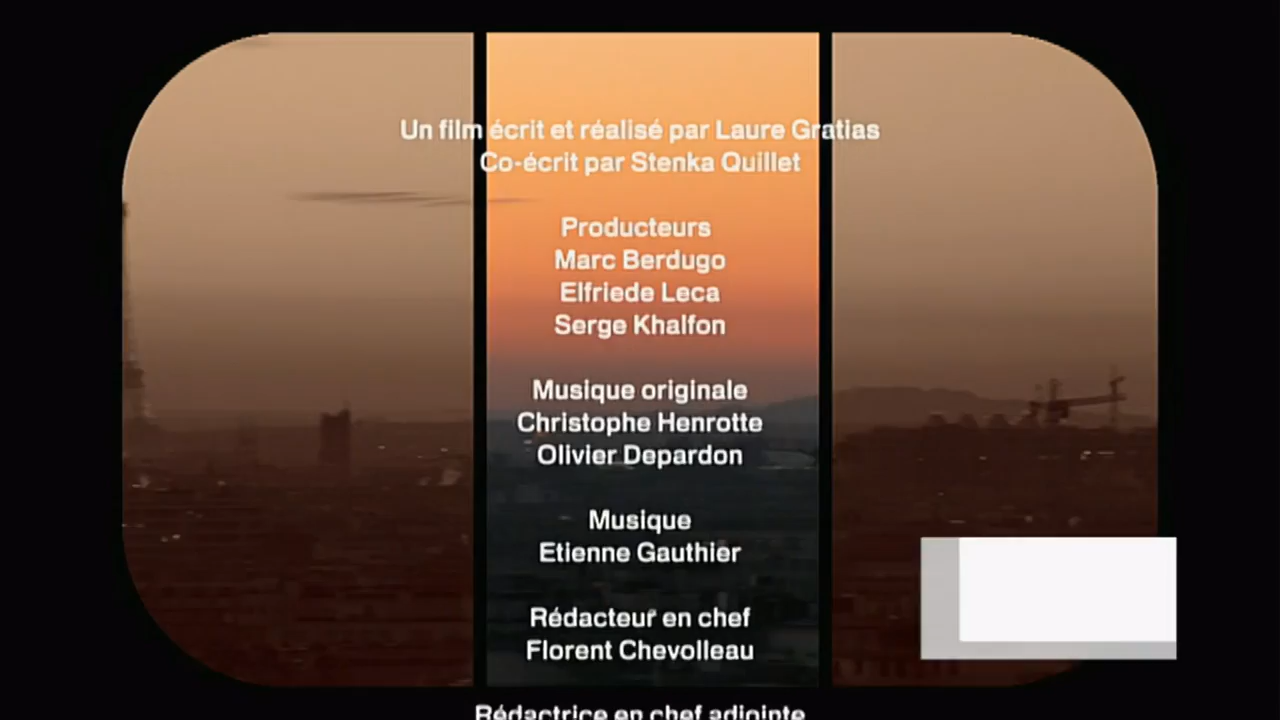 Un film écrit et réalisé par Laure Gratias
Co-écrit par Stenka Quillet
Producteurs
Marc Berdugo
Elfriede Leca
Serge Khalfon
Musique originale
Christophe Henrotte
Olivier Depardon
Musique
Etienne Gauthier
Rédacteur en chef
Florent Chevolleau
Rédactrice en chef adjointe